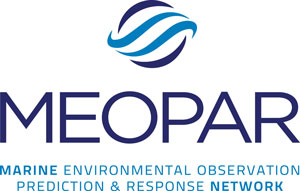 MEOPAR
MARINE ENVIRONMENTAL OBSERVATION
PREDICTION & RESPONSE NETWORK